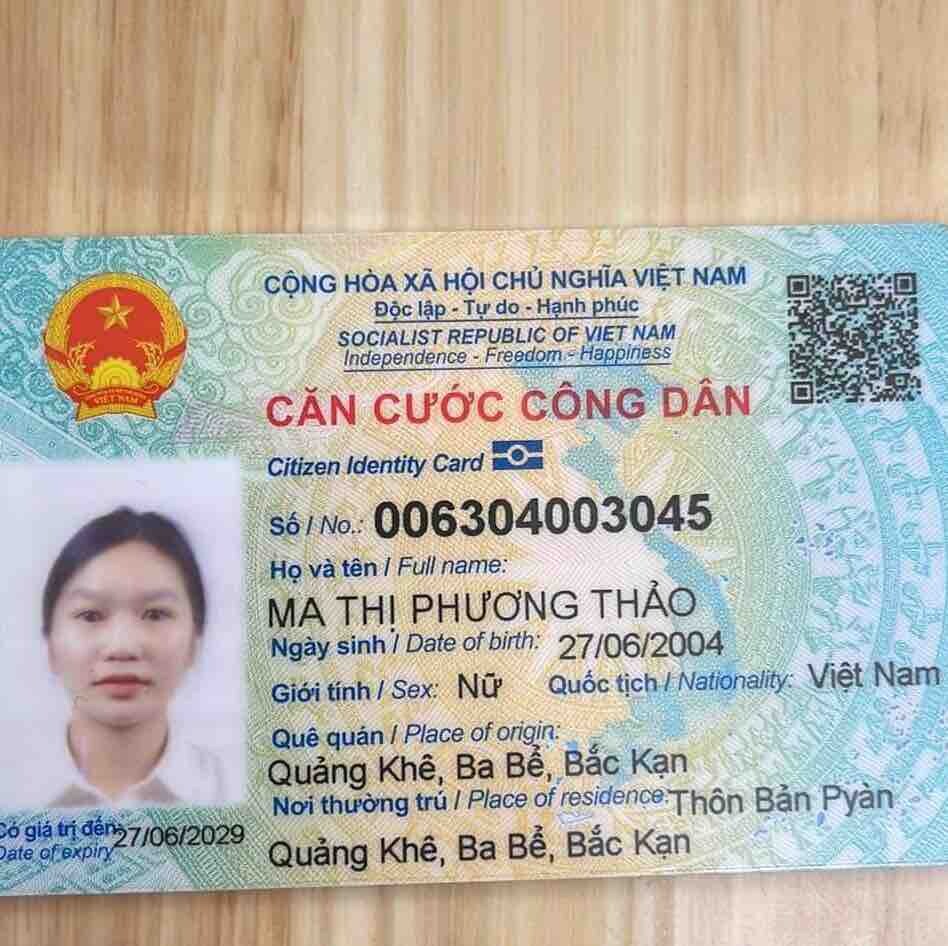 CỘNG HÒA XÃ HỘI CHỦ NGHĨA VIỆT NAM
Độc lập - Tự do - Hạnh phúc
SOCIALIST REPUBLIC OF VIET NAM
Independence - Freedom - Happiness
CĂN CƯỚC CÔNG DÂN
Citizen Identity Card
VIỆT NAM
Số / No.: 006304003045
Họ và tên / Full name:
MA THỊ PHƯƠNG THẢO
Ngày sinh / Date of birth: 27/06/2004
Giới tính / Sex: Nữ Quốc tịch / Nationality: Việt Nam
Quê quán / Place of origin:
Quảng Khê, Ba Bể, Bắc Kạn
Nơi thường trú / Place of residence: Thôn Bản Pyàn
Quảng Khê, Ba Bể, Bắc Kạn
Có giá trị đến: 27/06/2029
Date of expiry